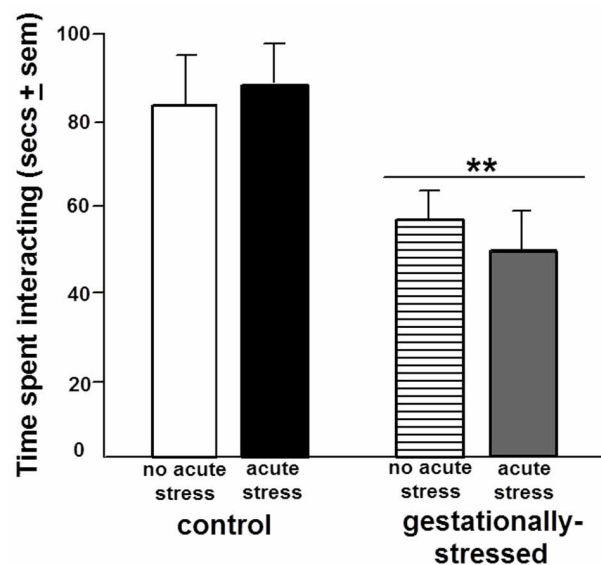 Time spent interacting (secs ± sem)
100
80
60
40
20
0
**
no acute
stress
acute
stress
no acute
stress
acute
stress
control
gestationally-
stressed